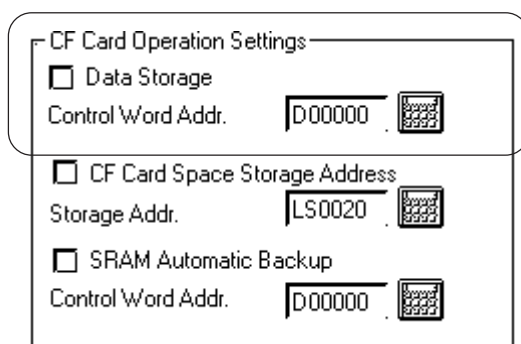 CF Card Operation Settings
Data Storage
Control Word Addr. D00000
CF Card Space Storage Address
Storage Addr. LS0020
SRAM Automatic Backup
Control Word Addr. D00000